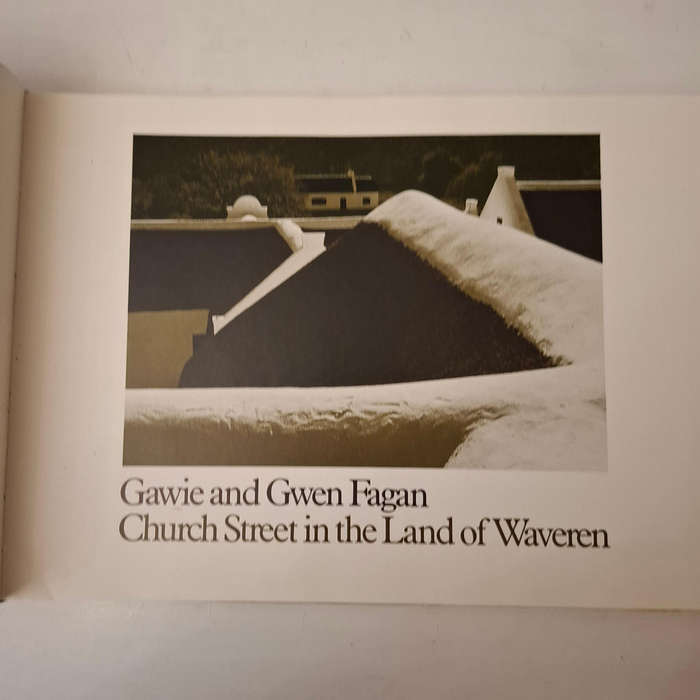 Gawie and Gwen Fagan
Church Street in the Land of Waveren